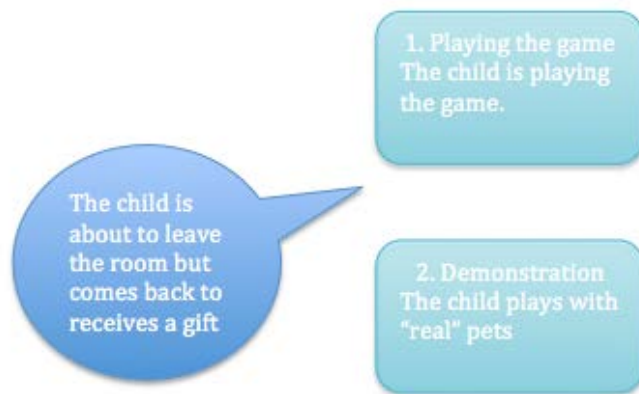 1. Playing the game
The child is playing
the game.
The child is
about to leave
the room but
comes back to
receives a gift
2. Demonstration
The child plays with
“real” pets